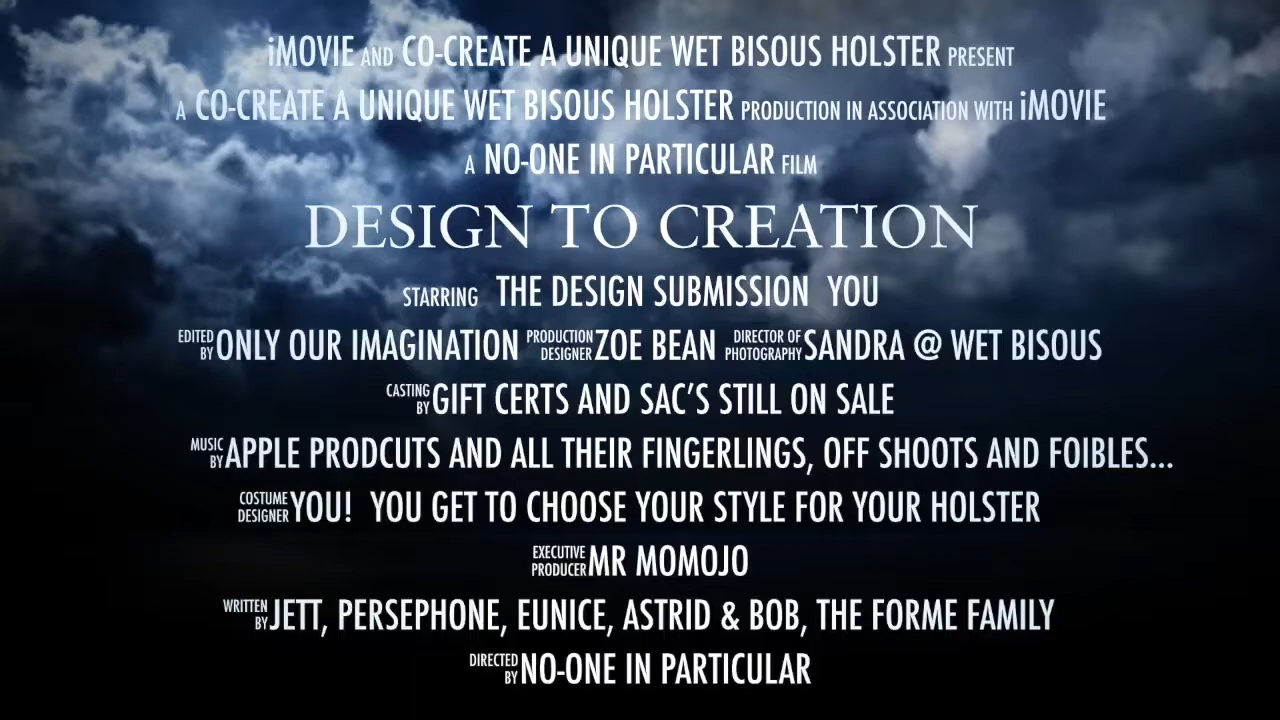 iMOVIE AND CO-CREATE A UNIQUE WET BISOUS HOLSTER PRESENT
A CO-CREATE A UNIQUE WET BISOUS HOLSTER PRODUCTION IN ASSOCIATION WITH iMOVIE
A NO-ONE IN PARTICULAR FILM
DESIGN TO CREATION
STARRING THE DESIGN SUBMISSION YOU
EDITED BY ONLY OUR IMAGINATION PRODUCTION DESIGNER ZOE BEAN DIRECTOR OF PHOTOGRAPHY SANDRA @ WET BISOUS
CASTING BY GIFT CERTS AND SAC'S STILL ON SALE
MUSIC BY APPLE PRODCUTS AND ALL THEIR FINGERLINGS, OFF SHOOTS AND FOIBLES...
COSTUME DESIGNER YOU! YOU GET TO CHOOSE YOUR STYLE FOR YOUR HOLSTER
EXECUTIVE PRODUCER MR MOMOJO
WRITTEN BY JETT, PERSEPHONE, EUNICE, ASTRID & BOB, THE FORME FAMILY
DIRECTED BY NO-ONE IN PARTICULAR